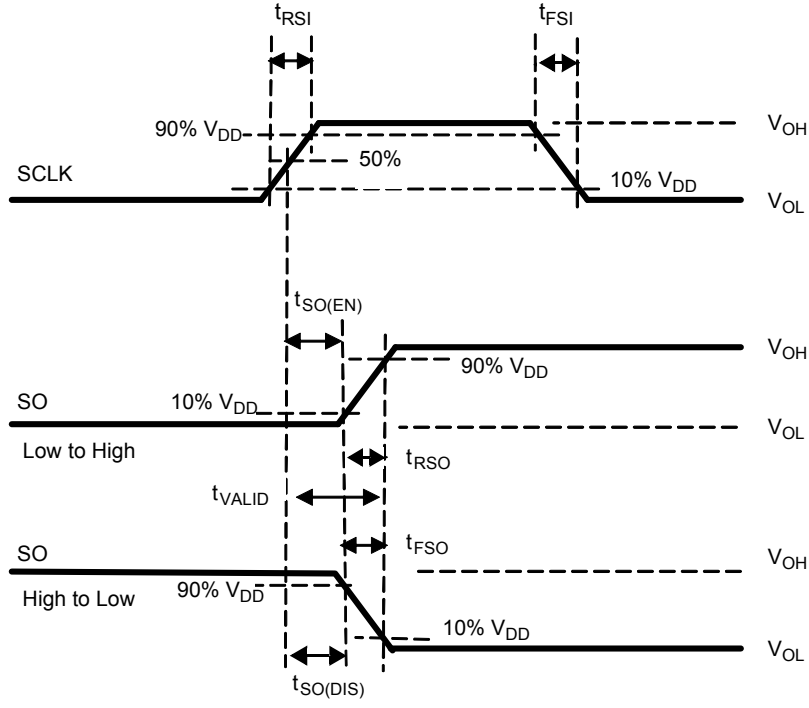 tRSI
tFSI
90% VDD
VOH
50%
SCLK
10% VDD
VOL
tSO(EN)
VOH
90% VDD
SO
10% VDD
VOL
Low to High
tRSO
tVALID
tFSO
SO
VOH
High to Low
90% VDD
10% VDD
VOL
tSO(DIS)